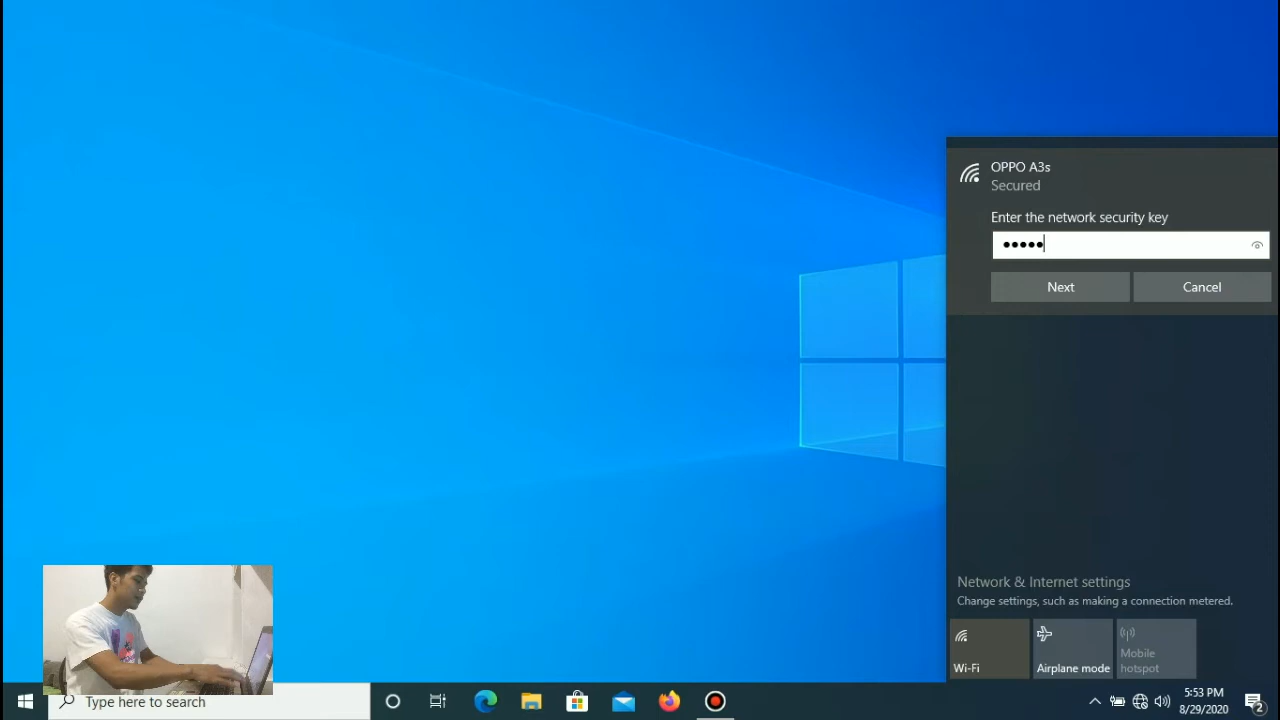 OPPO A3s
Secured
Enter the network security key
•••••
Next
Cancel
Network & Internet settings
Change settings, such as making a connection metered.
Wi-Fi
Airplane mode
Mobile
hotspot
Type here to search
5:53 PM
8/29/2020
2